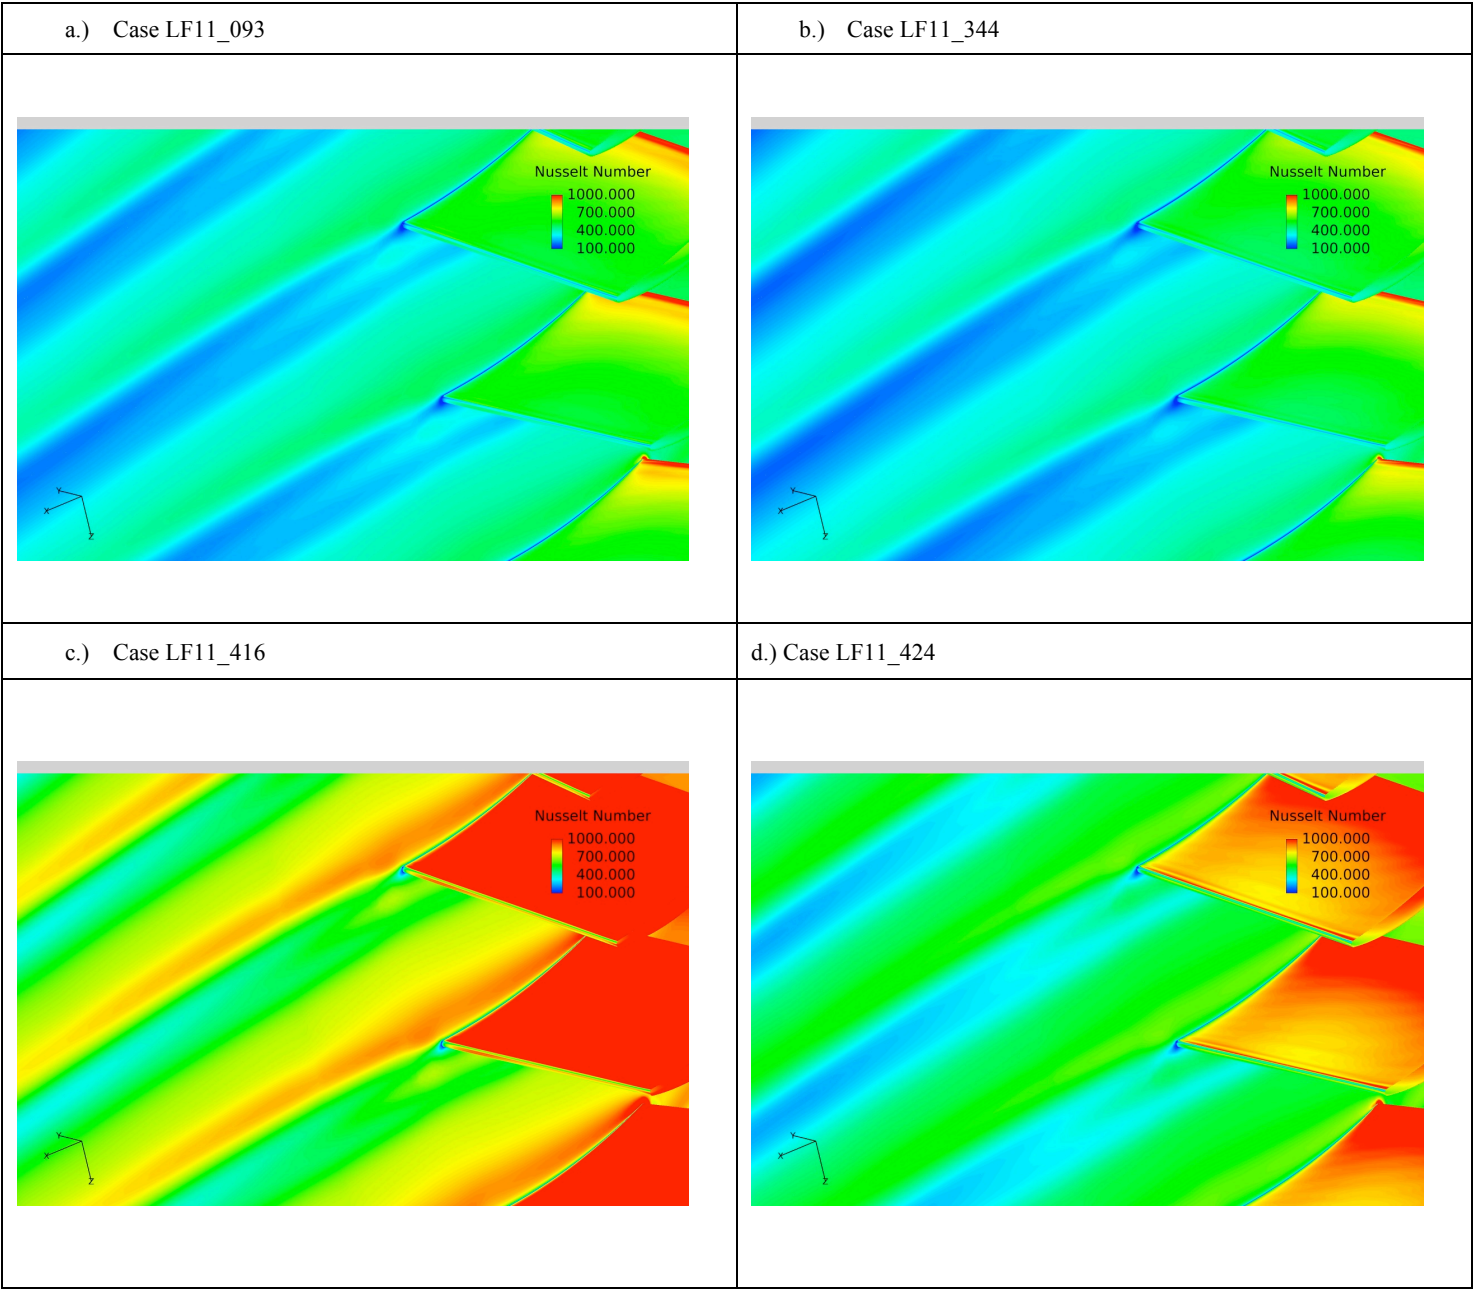 a.) Case LF11_093
b.) Case LF11_344
Nusselt Number
1000.000
700.000
400.000
100.000
Y
X
Z
Nusselt Number
1000.000
700.000
400.000
100.000
Y
X
Z
c.) Case LF11_416
d.) Case LF11_424
Nusselt Number
1000.000
700.000
400.000
100.000
Y
X
Z
Nusselt Number
1000.000
700.000
400.000
100.000
Y
X
Z